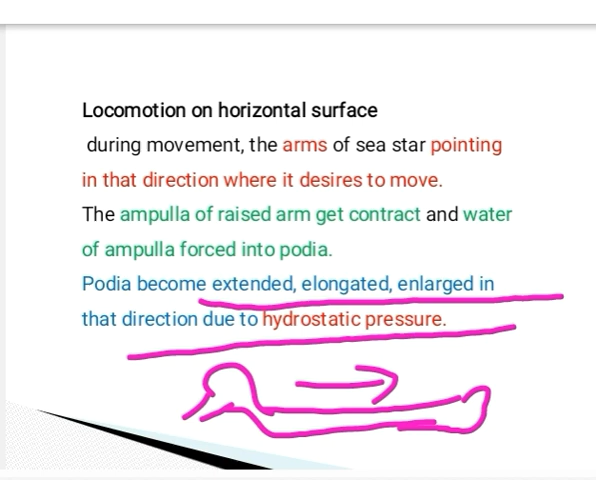 Locomotion on horizontal surface
during movement, the arms of sea star pointing
in that direction where it desires to move.
The ampulla of raised arm get contract and water
of ampulla forced into podia.
Podia become extended, elongated, enlarged in
that direction due to hydrostatic pressure.